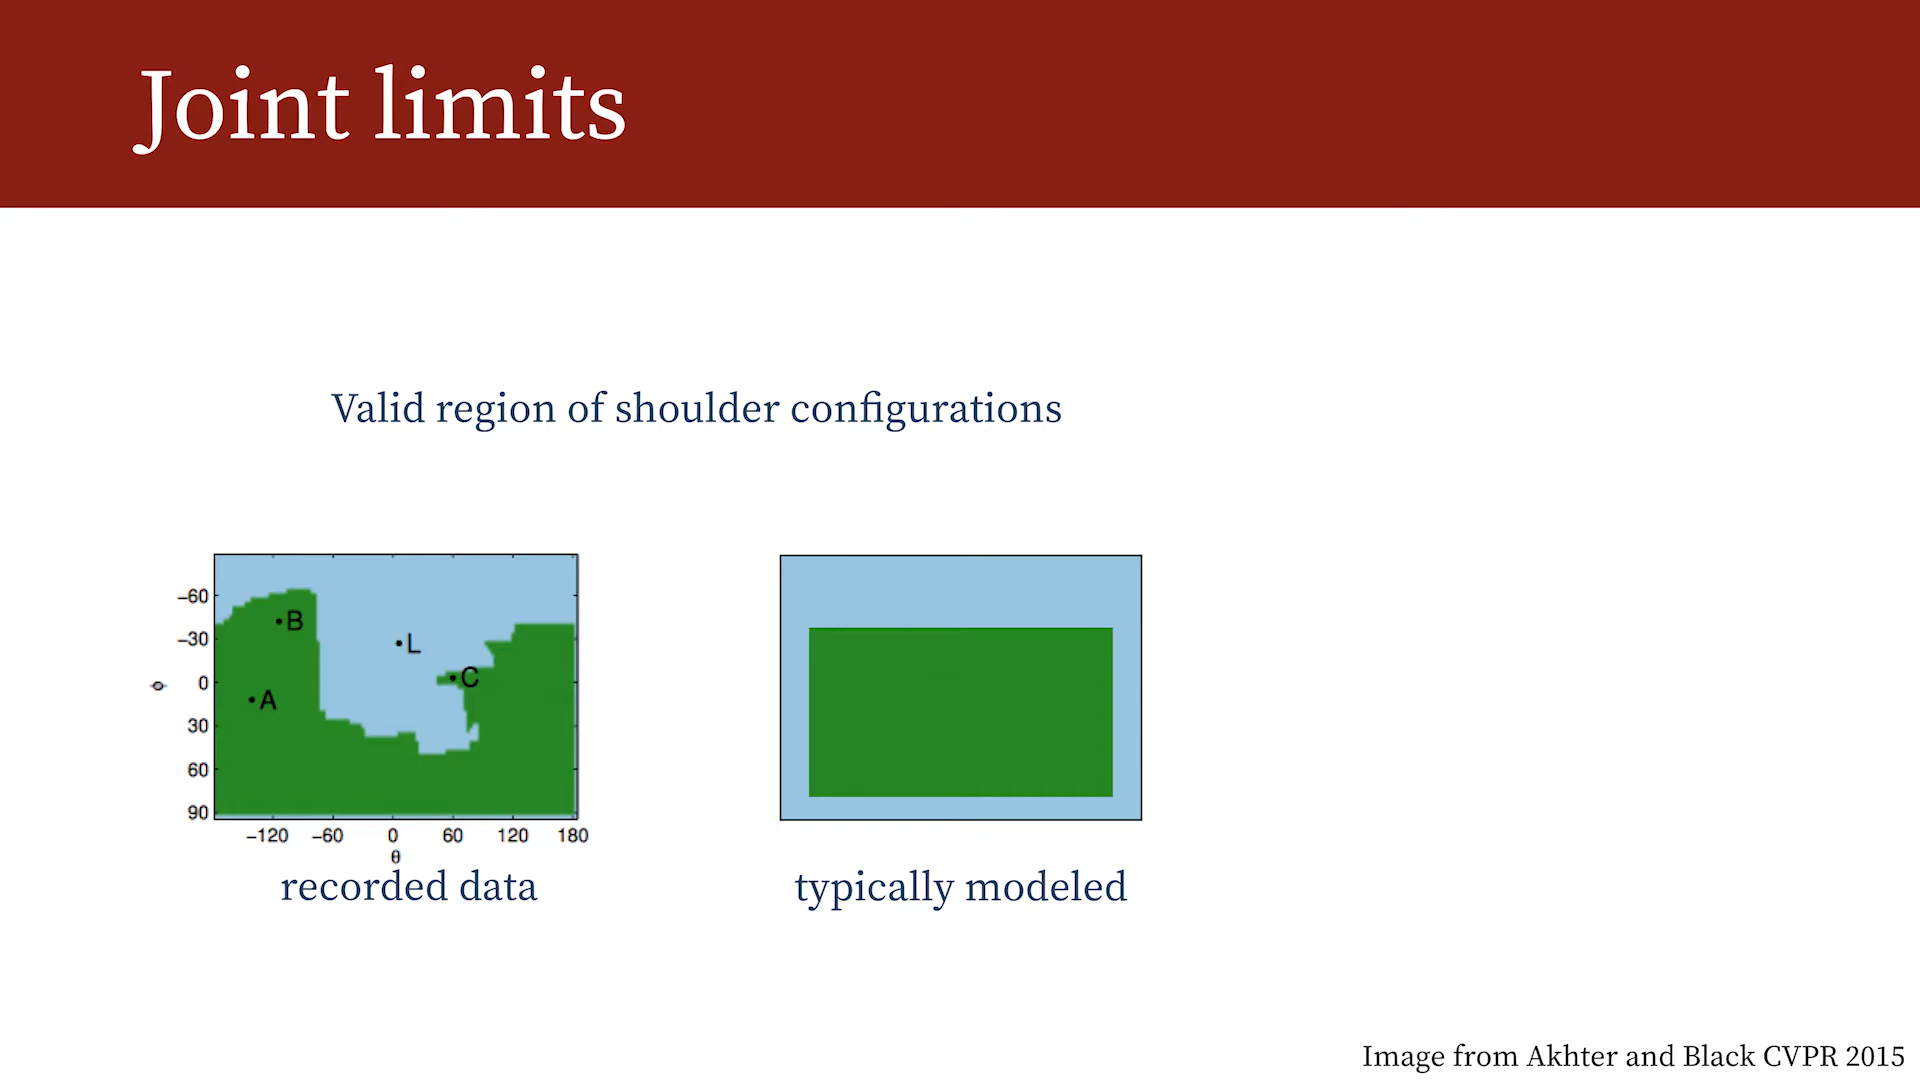 Joint limits
Valid region of shoulder configurations
−60
−30
0
30
60
90
ϕ
B
L
C
A
−120 −60 0 60 120 180
θ
recorded data
typically modeled
Image from Akhter and Black CVPR 2015